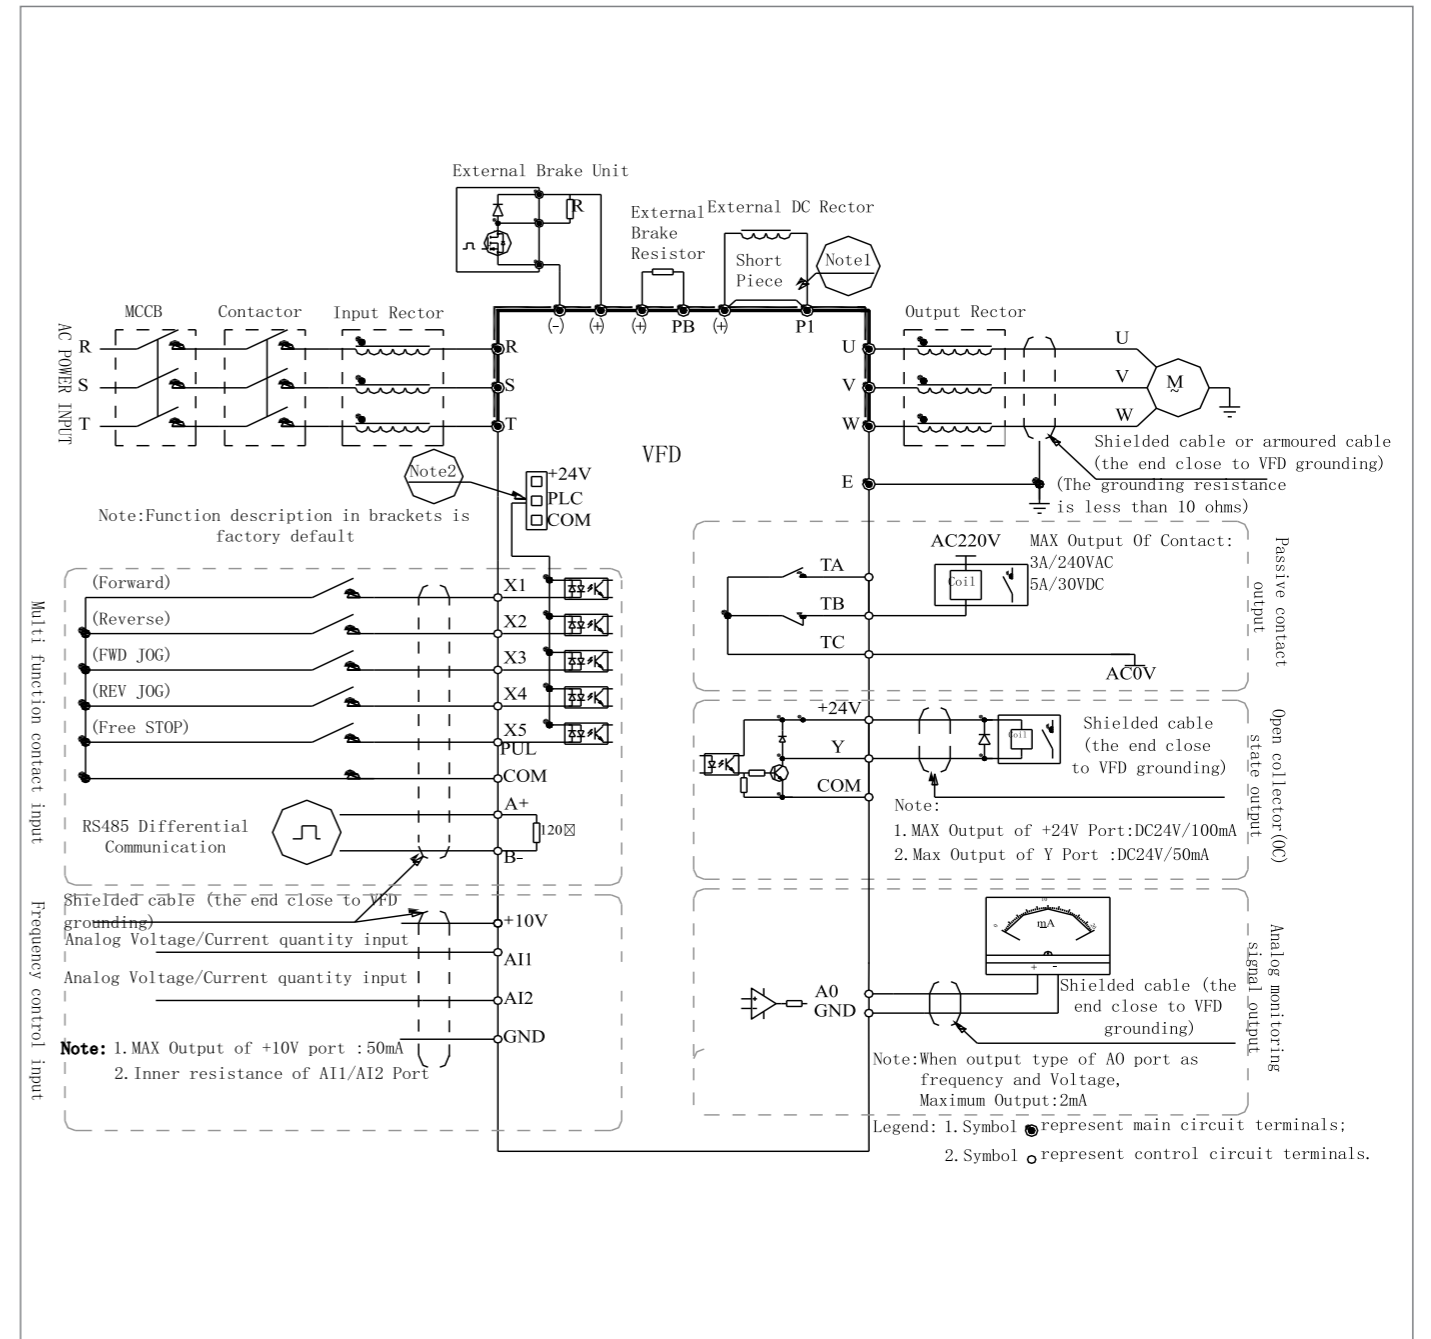 External Brake Unit
R
External
Brake
Resistor
External DC Rector
Short
Piece
Note1
MCCB
Contactor
Input Rector
(-)
(+)
(+)
PB
(+)
P1
Output Rector
AC POWER INPUT
R
S
T
R
S
T
U
V
W
U
V
W
M
~
VFD
E
Shielded cable or armoured cable
(the end close to VFD grounding)
(The grounding resistance
is less than 10 ohms)
Note2
+24V
PLC
COM
Note:Function description in brackets is
factory default
Multi function contact input
(Forward)
(Reverse)
(FWD JOG)
(REV JOG)
(Free STOP)
X1
X2
X3
X4
X5
PUL
COM
A+
B-
120
RS485 Differential
Communication
Shielded cable (the end close to VFD
grounding)
Frequency control input
Analog Voltage/Current quantity input
Analog Voltage/Current quantity input
+10V
AI1
AI2
GND
Note: 1.MAX Output of +10V port :50mA
2.Inner resistance of AI1/AI2 Port
TA
TB
TC
AC220V
Coil
MAX Output Of Contact:
3A/240VAC
5A/30VDC
AC0V
Passive contact
output
+24V
Y
COM
Coil
Shielded cable
(the end close
to VFD grounding)
Note:
1.MAX Output of +24V Port:DC24V/100mA
2.Max Output of Y Port :DC24V/50mA
Open collector(OC)
state output
mA
+ -
A0
GND
Shielded cable (the
end close to VFD
grounding)
Note:When output type of AO port as
frequency and Voltage,
Maximum Output:2mA
Analog monitoring
signal output
Legend: 1.Symbol represent main circuit terminals;
2.Symbol represent control circuit terminals.